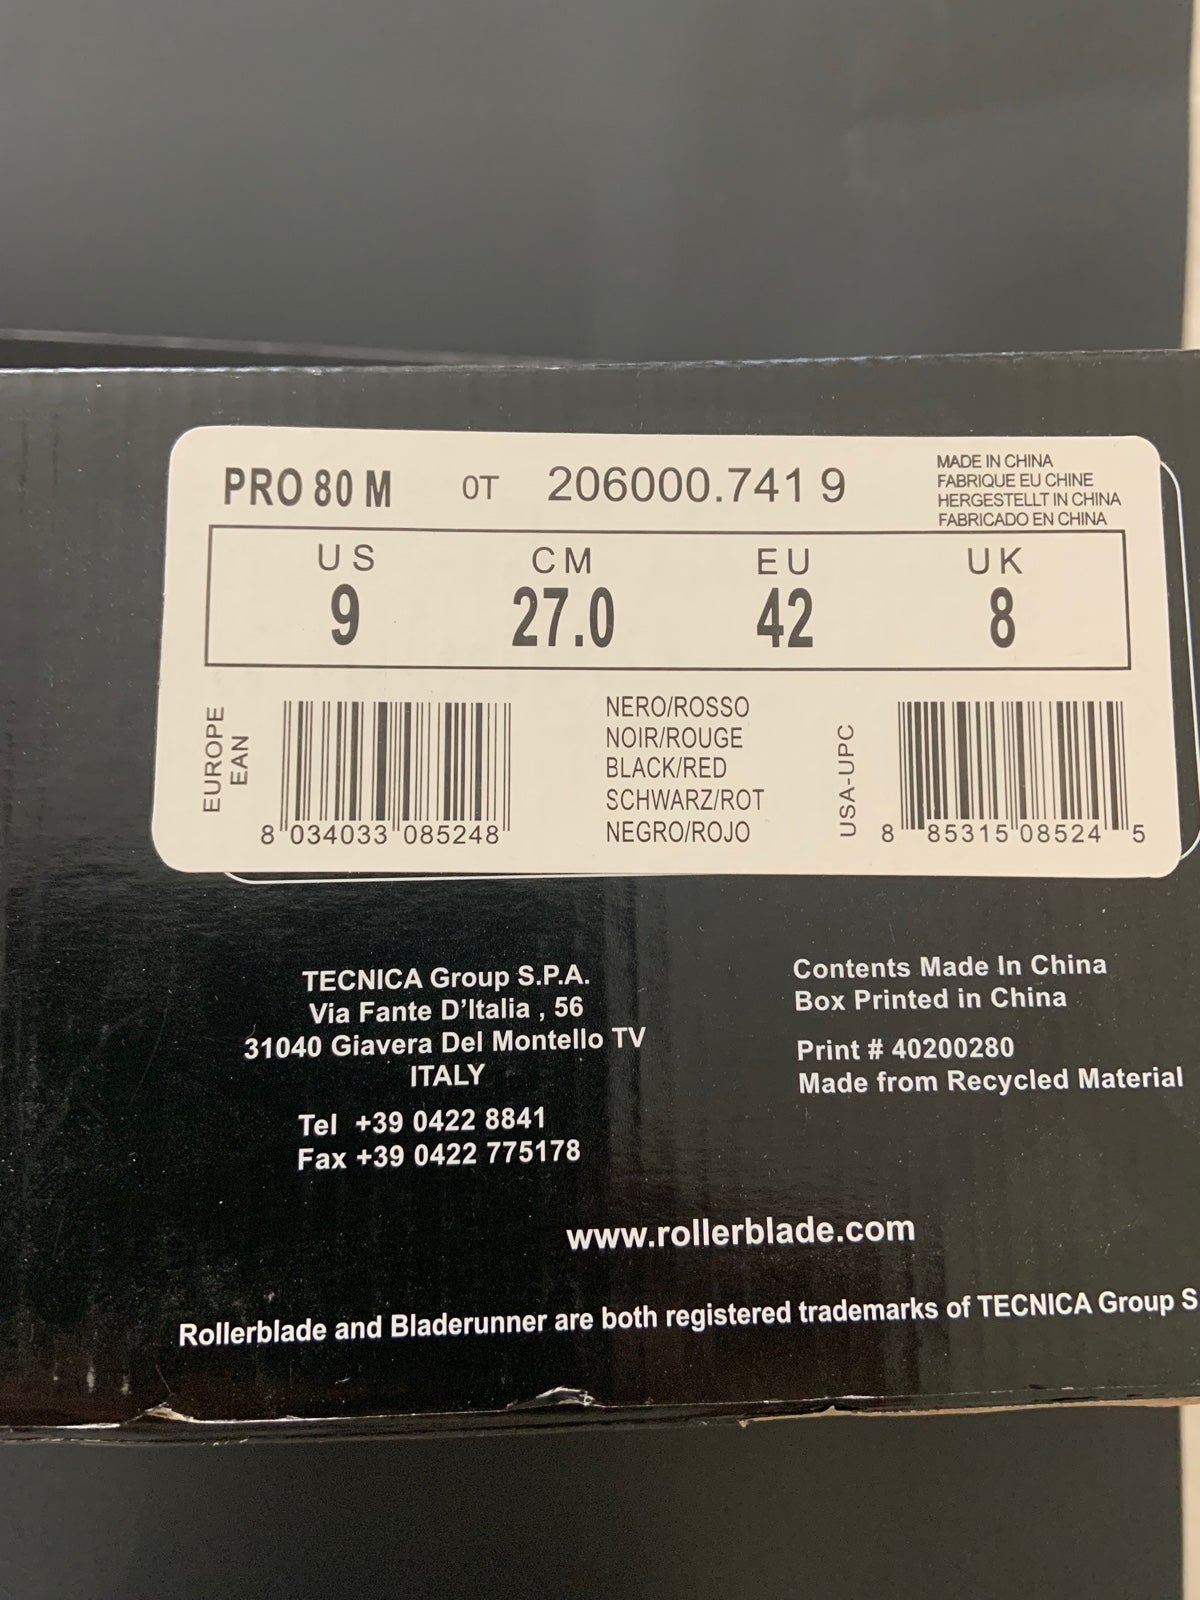 PRO 80 M OT 206000.741 9
MADE IN CHINA
FABRIQUE EU CHINE
HERGESTELLT IN CHINA
FABRICADO EN CHINA
US CM EU UK
9 27.0 42 8
EUROPE
EAN
8 034033 085248
NERO/ROSSO
NOIR/ROUGE
BLACK/RED
SCHWARZ/ROT
NEGRO/ROJO
USA-UPC
8 85315 08524 5
TECNICA Group S.P.A.
Via Fante D'Italia , 56
31040 Giavera Del Montello TV
ITALY
Tel +39 0422 8841
Fax +39 0422 775178
Contents Made In China
Box Printed in China
Print # 40200280
Made from Recycled Material
www.rollerblade.com
Rollerblade and Bladerunner are both registered trademarks of TECNICA Group S